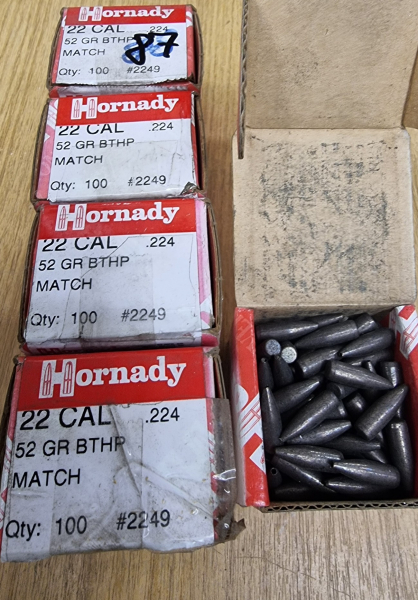 Hornady
22 CAL .224
52 GR BTHP
MATCH
87
Qty: 100 #2249
Hornady
22 CAL .224
52 GR BTHP
MATCH
Qty: 100 #2249
Hornady
22 CAL .224
52 GR BTHP
MATCH
Qty: 100 #2249
Hornady
22 CAL .224
52 GR BTHP
MATCH
Qty: 100 #2249